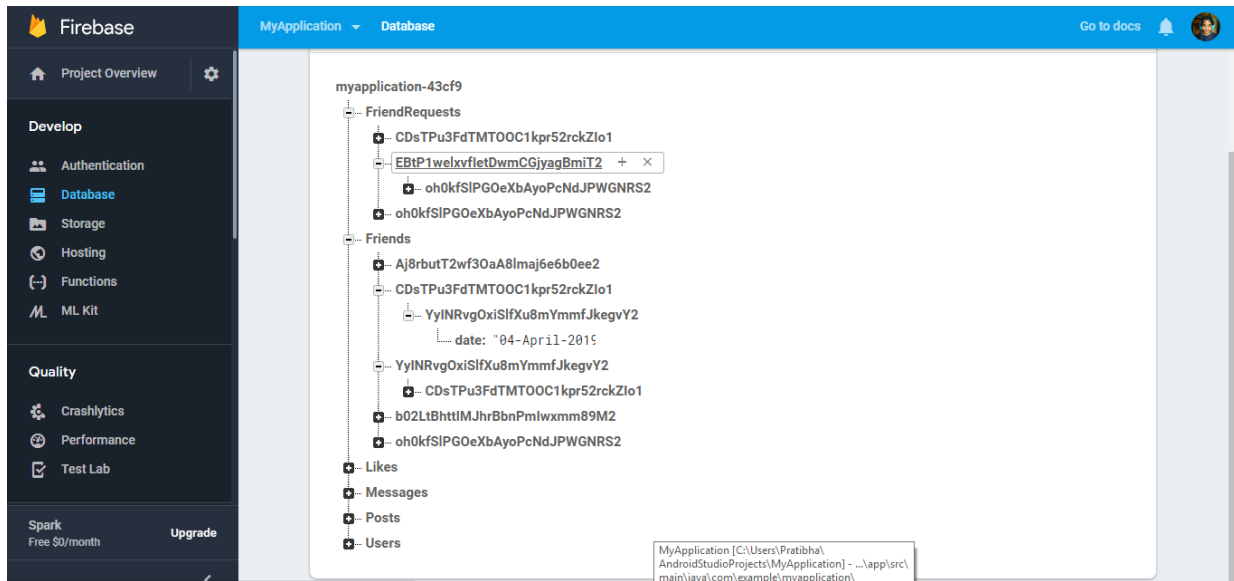 Firebase
MyApplication Database Go to docs
Project Overview
Develop
Authentication
Database
Storage
Hosting
Functions
ML Kit
Quality
Crashlytics
Performance
Test Lab
Spark
Free $0/month
Upgrade
myapplication-43cf9
FriendRequests
CDsTPu3FdTMTOOC1kpr52rckZIo1
EBtP1welxvfIetDwmCGjyagBmiT2 + ×
oh0kfSlPGOeXbAyoPcNdJPWGNRS2
oh0kfSlPGOeXbAyoPcNdJPWGNRS2
Friends
Aj8rbutT2wf3OaA8lmaj6e6b0ee2
CDsTPu3FdTMTOOC1kpr52rckZIo1
YyINRvgOxiSlfXu8mYmmfJkegvY2
date: "04-April-2019
YyINRvgOxiSlfXu8mYmmfJkegvY2
CDsTPu3FdTMTOOC1kpr52rckZIo1
b02LtBhttIMJhrBbnPmIwxmm89M2
oh0kfSlPGOeXbAyoPcNdJPWGNRS2
Likes
Messages
Posts
Users
MyApplication [C:\Users\Pratibha\
AndroidStudioProjects\MyApplication] - ...\app\src\
main\java\com\example\myapplication\